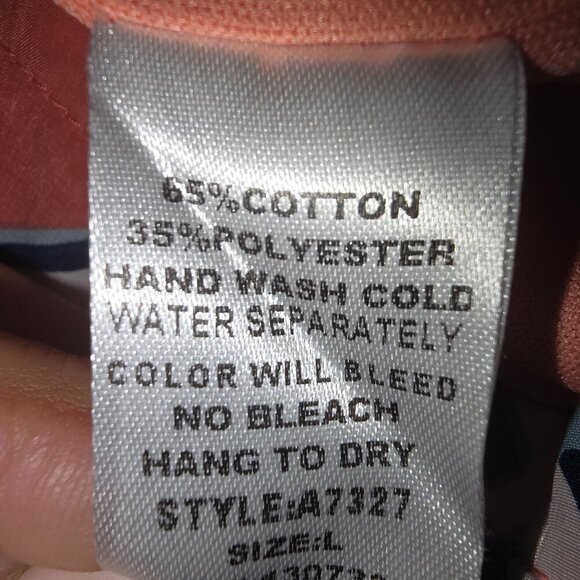 65%COTTON
35%POLYESTER
HAND WASH COLD
WATER SEPARATELY
COLOR WILL BLEED
NO BLEACH
HANG TO DRY
STYLE:A7327
SIZE:L